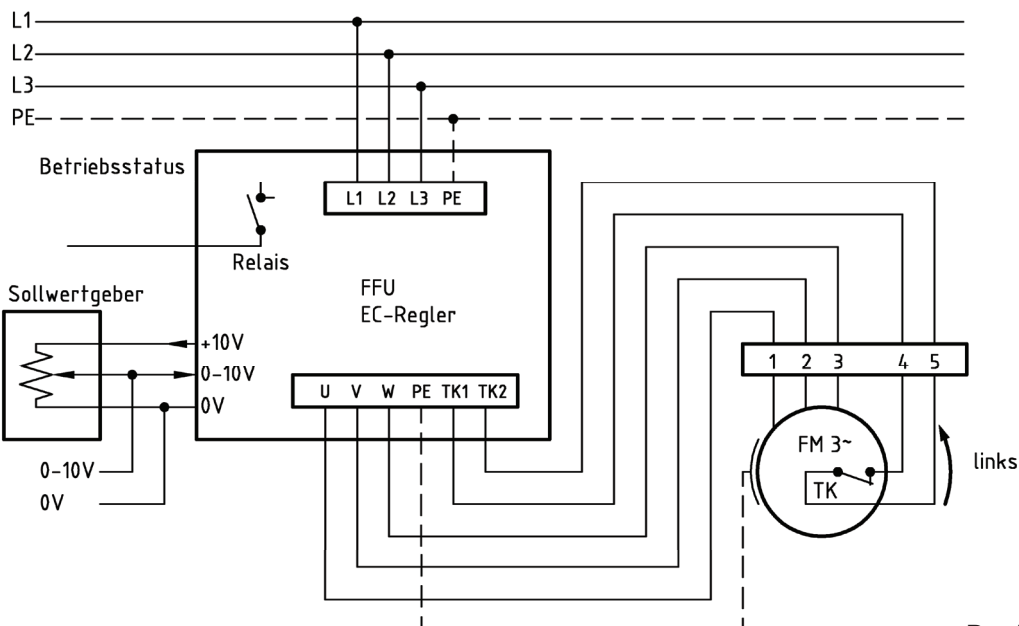 L1
L2
L3
PE
Betriebsstatus
L1 L2 L3 PE
Relais
Sollwertgeber
FFU
EC-Regler
+10V
0-10V
0V
U V W PE TK1 TK2
1 2 3 4 5
FM 3~
TK
links
0-10V
0V